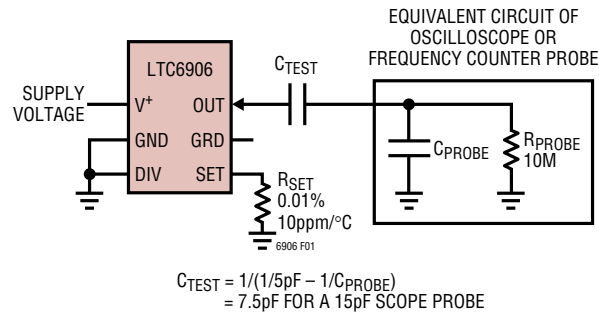 EQUIVALENT CIRCUIT OF
OSCILLOSCOPE OR
FREQUENCY COUNTER PROBE
LTC6906
CTEST
SUPPLY
VOLTAGE
V+
OUT
GND
GRD
DIV
SET
CPROBE
RPROBE
10M
RSET
0.01%
10ppm/°C
6906 F01
CTEST = 1/(1/5pF – 1/CPROBE)
= 7.5pF FOR A 15pF SCOPE PROBE